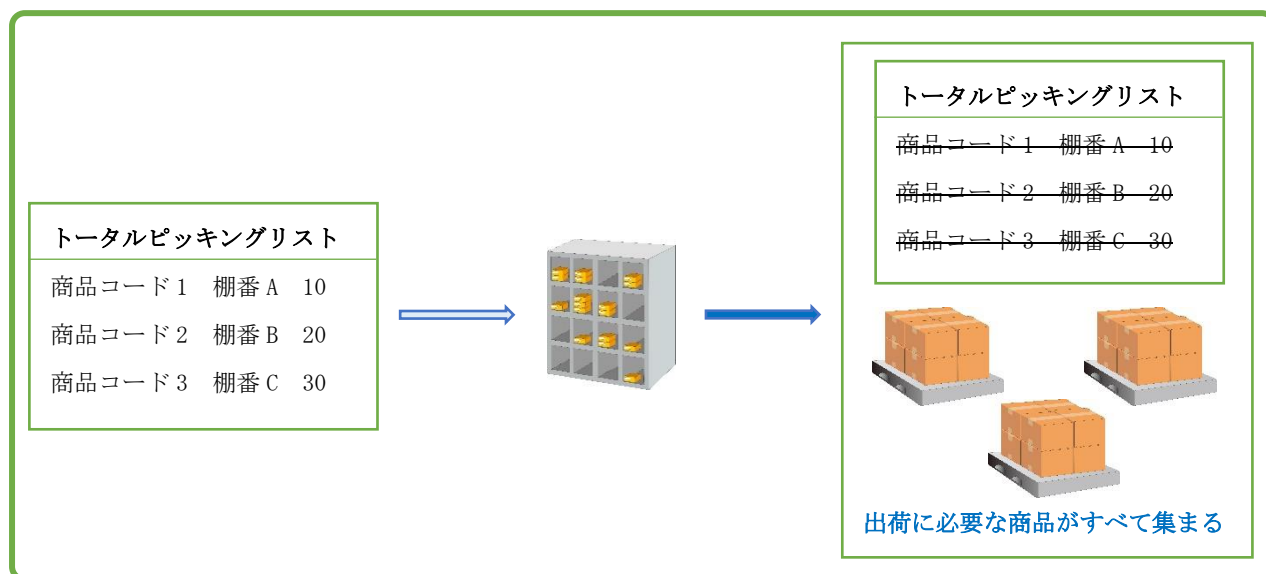 トータルピッキングリスト
商品コード1 棚番A 10
商品コード2 棚番B 20
商品コード3 棚番C 30
トータルピッキングリスト
商品コード1 棚番A 10
商品コード2 棚番B 20
商品コード3 棚番C 30
出荷に必要な商品がすべて集まる